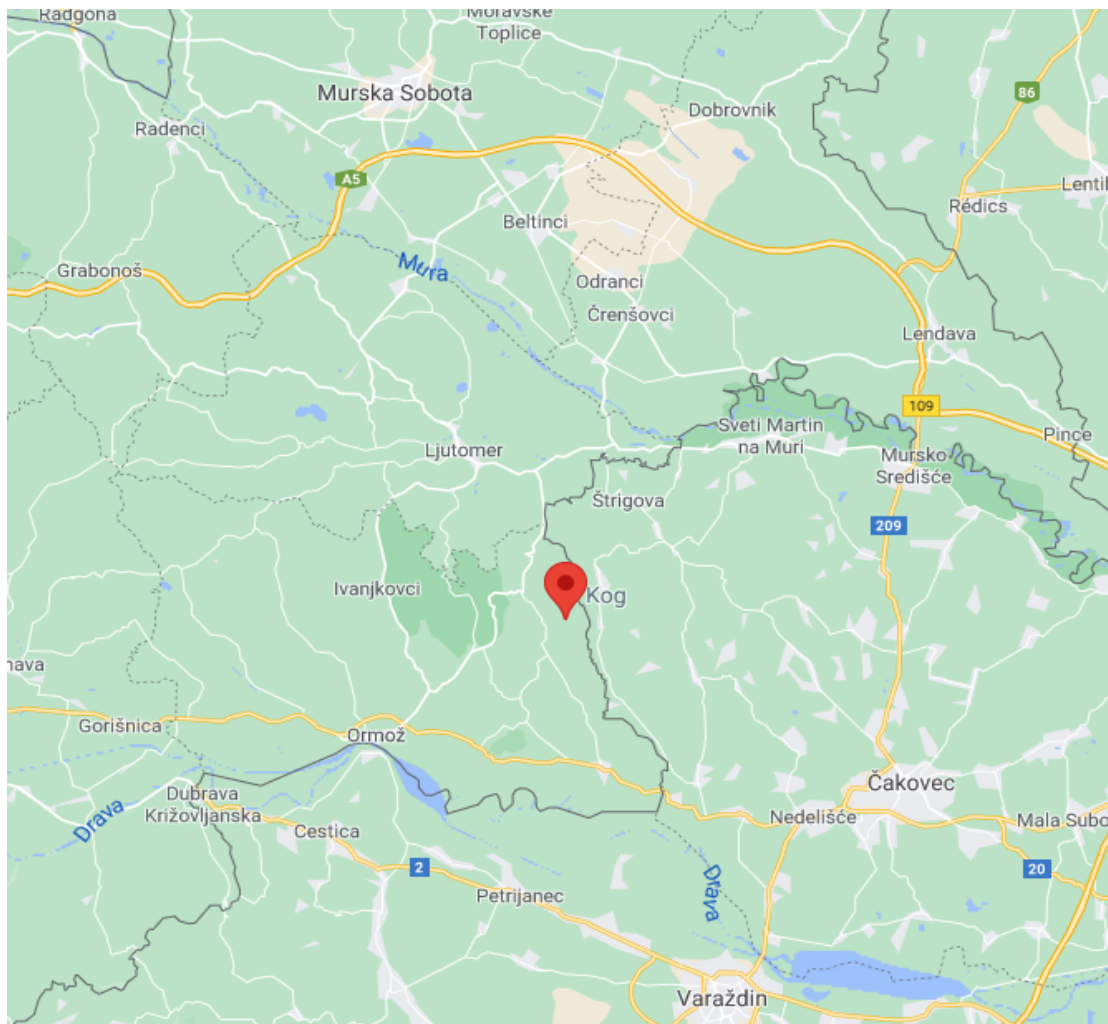 Radgona
Moravske
Toplice
Murska Sobota
Dobrovnik
86
Radenci
A5
Rédics
Beltinci
Mura
Grabonoš
Odranci
Črenšovci
Lendava
109
Sveti Martin
na Muri
Pince
Ljutomer
Mursko
Središće
Štrigova
209
Ivanjkovci
Kog
Gorišnica
Ormož
Čakovec
Drava
Dubrava
Križovljanska
Cestica
Nedelišće
Mala Subo
2
20
Petrijanec
Drava
Varaždin